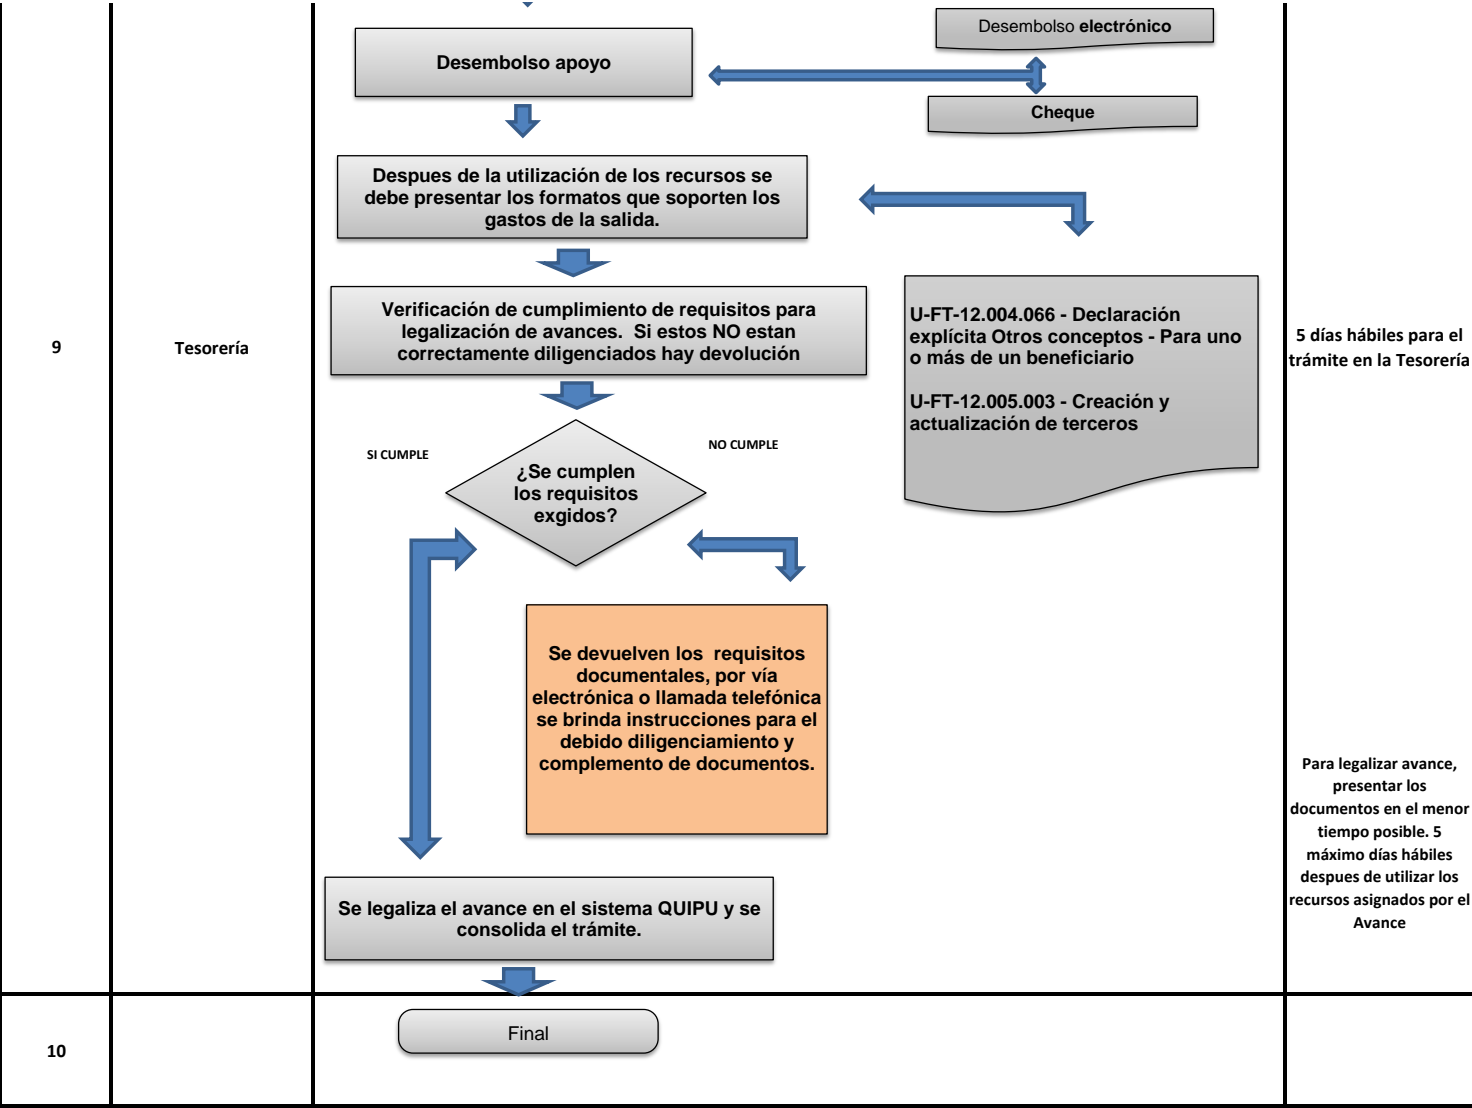 Desembolso electrónico
Desembolso apoyo
Cheque
Despues de la utilización de los recursos se
debe presentar los formatos que soporten los
gastos de la salida.
Verificación de cumplimiento de requisitos para
legalización de avances.  Si estos NO estan
correctamente diligenciados hay devolución
U-FT-12.004.066 - Declaración
explícita Otros conceptos - Para uno
o más de un beneficiario
U-FT-12.005.003 - Creación y
actualización de terceros
9
Tesorería
5 días hábiles para el
trámite en la Tesorería
SI CUMPLE
NO CUMPLE
¿Se cumplen
los requisitos
exgidos?
Se devuelven los  requisitos
documentales, por vía
electrónica o llamada telefónica
se brinda instrucciones para el
debido diligenciamiento y
complemento de documentos.
Para legalizar avance,
presentar los
documentos en el menor
tiempo posible. 5
máximo días hábiles
despues de utilizar los
recursos asignados por el
Avance
Se legaliza el avance en el sistema QUIPU y se
consolida el trámite.
10
Final